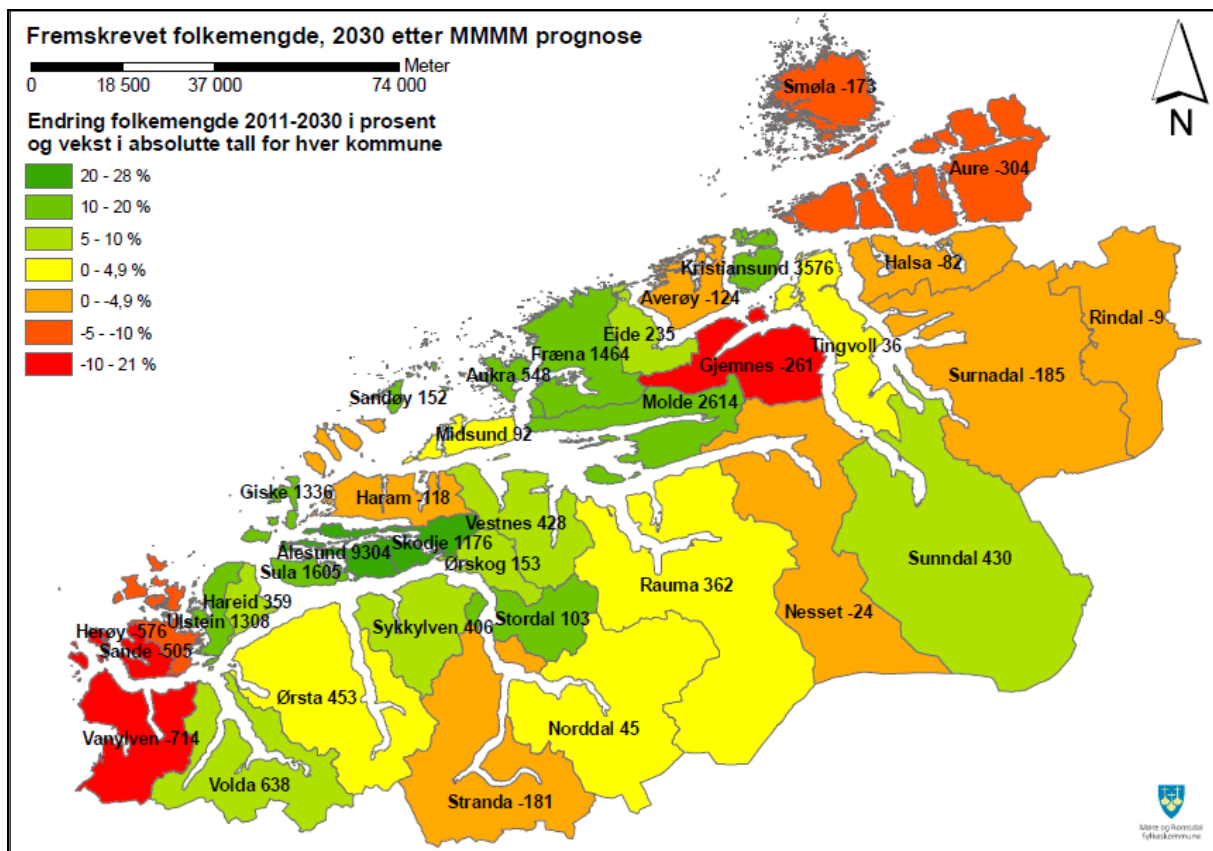 Fremskrevet folkemengde, 2030 etter MMMM prognose
Meter
0 18 500 37 000 74 000
Endring folkemengde 2011-2030 i prosent
og vekst i absolutte tall for hver kommune
20 - 28 %
10 - 20 %
5 - 10 %
0 - 4,9 %
0 - -4,9 %
-5 - -10 %
-10 - 21 %
N
Smøla -173
Aure -304
Halsa -82
Kristiansund 3576
Averøy -124
Rindal -9
Eide 235
Tingvoll 36
Fræna 1464
Gjemnes -261
Surnadal -185
Aukra 548
Sandøy 152
Molde 2614
Midsund 92
Giske 1336
Haram -118
Vestnes 428
Skodje 1176
Ålesund 9304
Ørskog 153
Sula 1605
Sunndal 430
Rauma 362
Hareid 359
Nesset -24
Ulstein 1308
Stordal 103
Sykkylven 406
Herøy -576
Sande -505
Ørsta 453
Norddal 45
Vanylven -714
Volda 638
Stranda -181
Møre og Romsdal
fylkeskommune